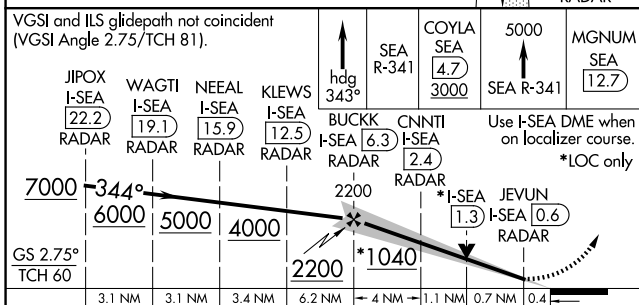 RADAR
VGSI and ILS glidepath not coincident
(VGSI Angle 2.75/TCH 81).
hdg
343°
SEA
R-341
COYLA
SEA
4.7
3000
5000
SEA R-341
MGNUM
SEA
12.7
JIPOX
I-SEA
22.2
RADAR
WAGTI
I-SEA
19.1
RADAR
NEEAL
I-SEA
15.9
RADAR
KLEWS
I-SEA
12.5
RADAR
BUCKK
I-SEA 6.3
RADAR
2200
CNNTI
I-SEA
2.4
RADAR
Use I-SEA DME when
on localizer course.
*LOC only
*I-SEA
1.3
JEVUN
I-SEA 0.6
RADAR
7000
344°
6000
5000
4000
2200
*1040
GS 2.75°
TCH 60
3.1 NM
3.1 NM
3.4 NM
6.2 NM
4 NM
1.1 NM
0.7 NM
0.4